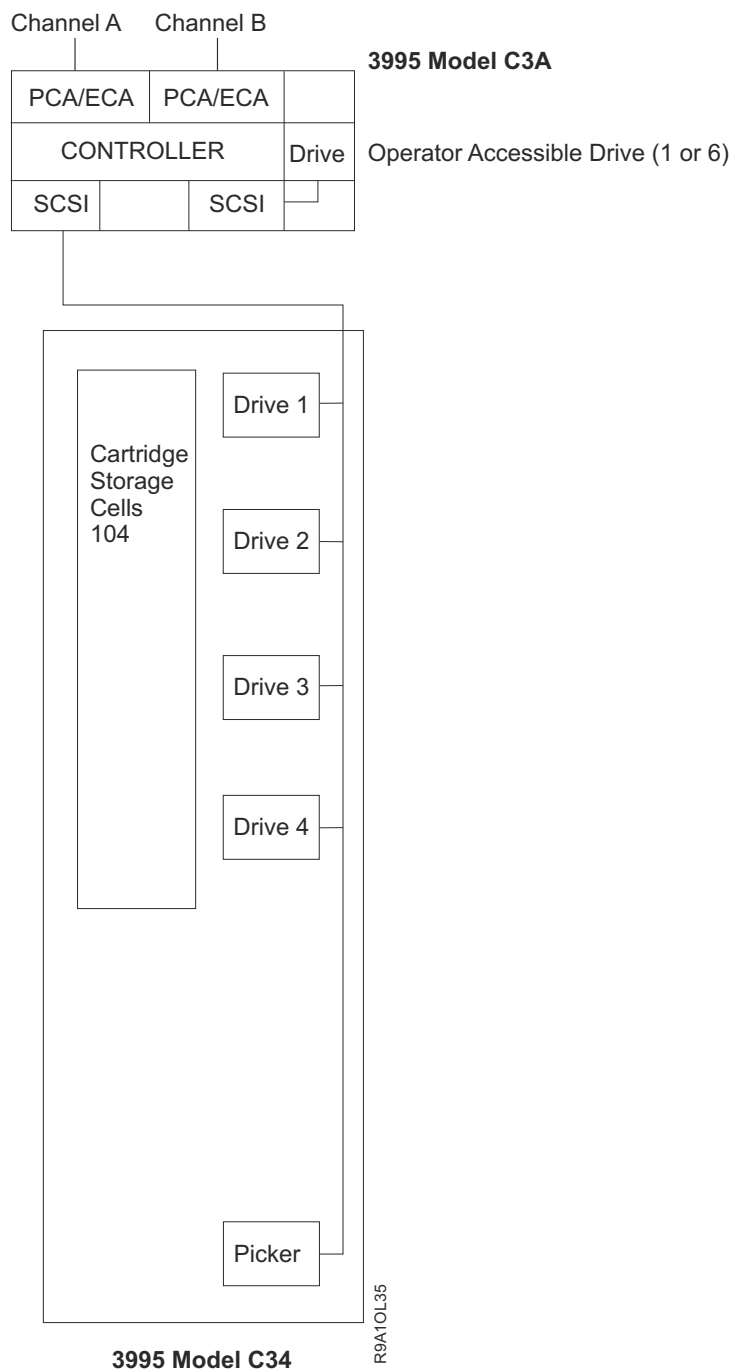 Channel A
Channel B
3995 Model C3A
PCA/ECA
PCA/ECA
CONTROLLER
Drive
Operator Accessible Drive (1 or 6)
SCSI
SCSI
Drive 1
Cartridge
Storage
Cells
104
Drive 2
Drive 3
Drive 4
Picker
R9A1OL35
3995 Model C34